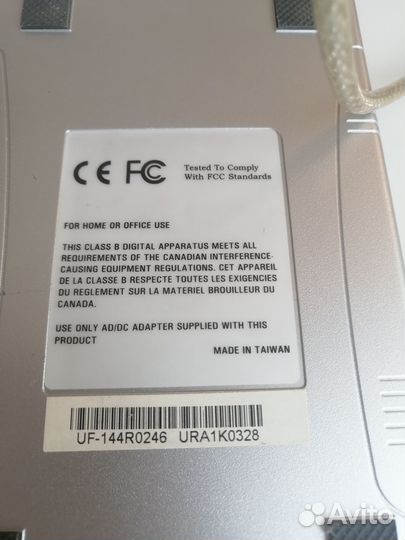 CE FC Tested To Comply
With FCC Standards
FOR HOME OR OFFICE USE
THIS CLASS B DIGITAL APPARATUS MEETS ALL
REQUIREMENTS OF THE CANADIAN INTERFERENCE-
CAUSING EQUIPMENT REGULATIONS. CET APPAREIL
DE LA CLASSE B RESPECTE TOUTES LES EXIGENCIES
DU REGLEMENT SUR LA MATERIEL BROUILLEUR DU
CANADA.
USE ONLY AD/DC ADAPTER SUPPLIED WITH THIS
PRODUCT
MADE IN TAIWAN
UF-144R0246 URA1K0328
Avito